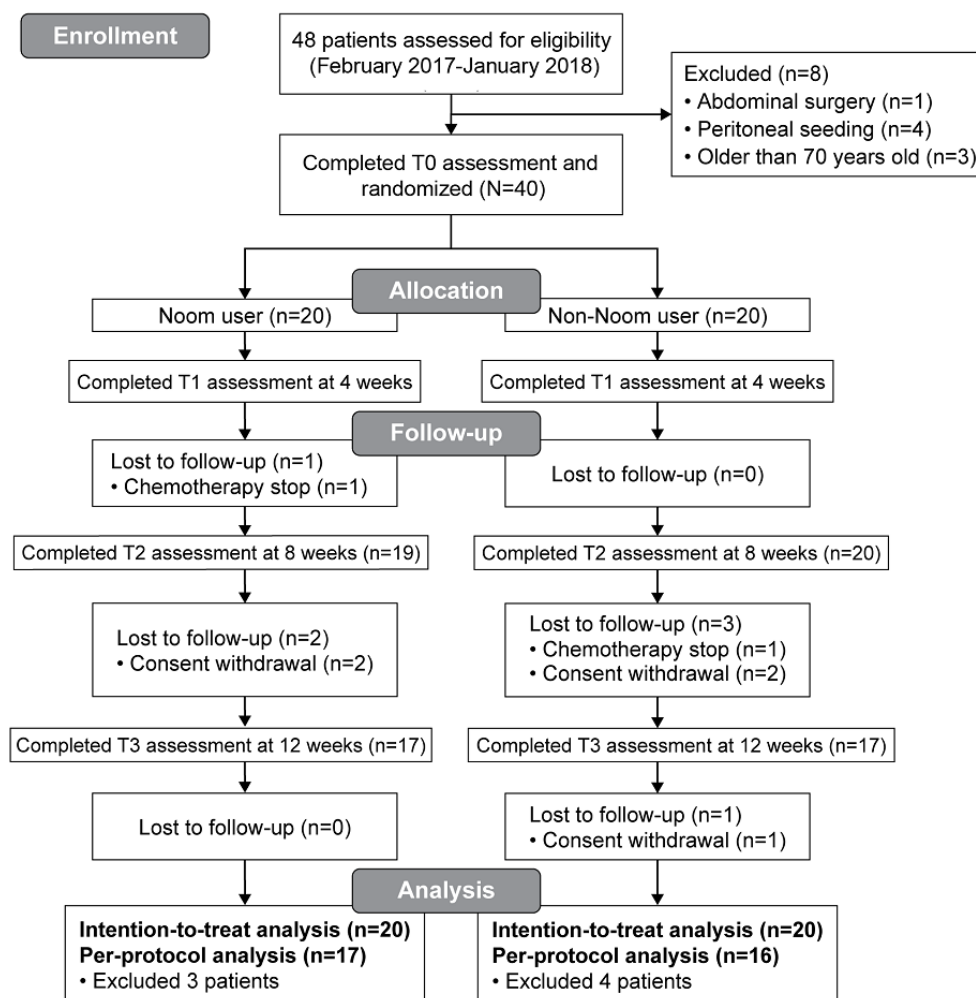 Enrollment
48 patients assessed for eligibility
(February 2017-January 2018)
Excluded (n=8)
• Abdominal surgery (n=1)
• Peritoneal seeding (n=4)
• Older than 70 years old (n=3)
Completed T0 assessment and
randomized (N=40)
Allocation
Noom user (n=20)
Non-Noom user (n=20)
Completed T1 assessment at 4 weeks
Completed T1 assessment at 4 weeks
Follow-up
Lost to follow-up (n=1)
• Chemotherapy stop (n=1)
Lost to follow-up (n=0)
Completed T2 assessment at 8 weeks (n=19)
Completed T2 assessment at 8 weeks (n=20)
Lost to follow-up (n=2)
• Consent withdrawal (n=2)
Lost to follow-up (n=3)
• Chemotherapy stop (n=1)
• Consent withdrawal (n=2)
Completed T3 assessment at 12 weeks (n=17)
Completed T3 assessment at 12 weeks (n=17)
Lost to follow-up (n=0)
Lost to follow-up (n=1)
• Consent withdrawal (n=1)
Analysis
Intention-to-treat analysis (n=20)
Per-protocol analysis (n=17)
• Excluded 3 patients
Intention-to-treat analysis (n=20)
Per-protocol analysis (n=16)
• Excluded 4 patients